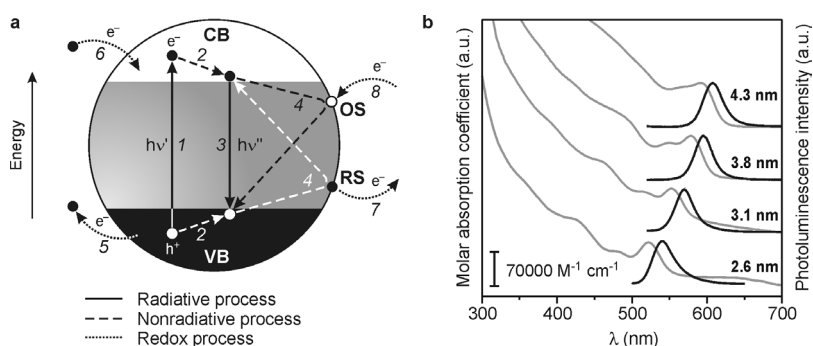 a
e⁻
6
e⁻
2
CB
e⁻
8
4
OS
Energy
hν'
1
3
hν''
4
RS
e⁻
7
e⁻
5
h⁺
2
VB
Radiative process
Nonradiative process
Redox process
b
Molar absorption coefficient (a.u.)
Photoluminescence intensity (a.u.)
4.3 nm
3.8 nm
3.1 nm
2.6 nm
70000 M⁻¹ cm⁻¹
300 400 500 600 700
λ (nm)